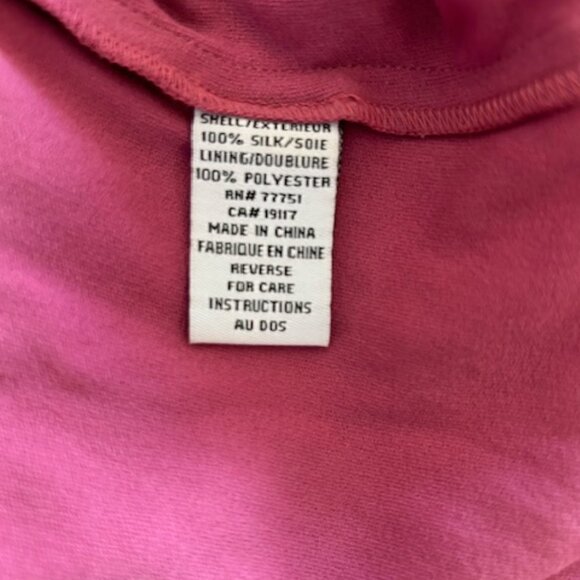 SHELL/EXTERIEUR
100% SILK/SOIE
LINING/DOUBLURE
100% POLYESTER
RN# 77751
CA# 19117
MADE IN CHINA
FABRIQUE EN CHINE
REVERSE
FOR CARE
INSTRUCTIONS
AU DOS